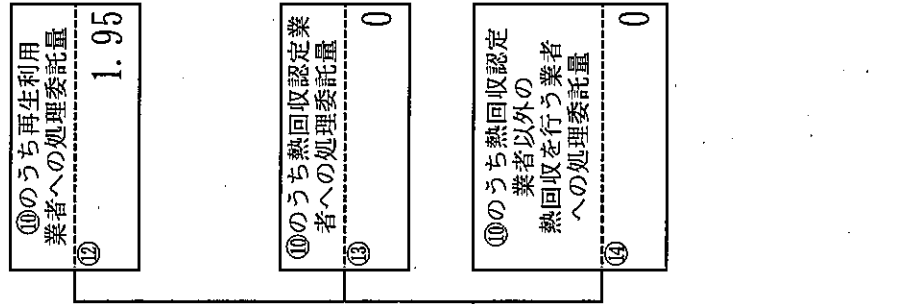 ⑩のうち再生利用
業者への処理委託量
⑫ 1.95
⑩のうち熱回収認定業
者への処理委託量
⑬ 0
⑩のうち熱回収認定
業者以外の
熱回収を行う業者
への処理委託量
⑭ 0